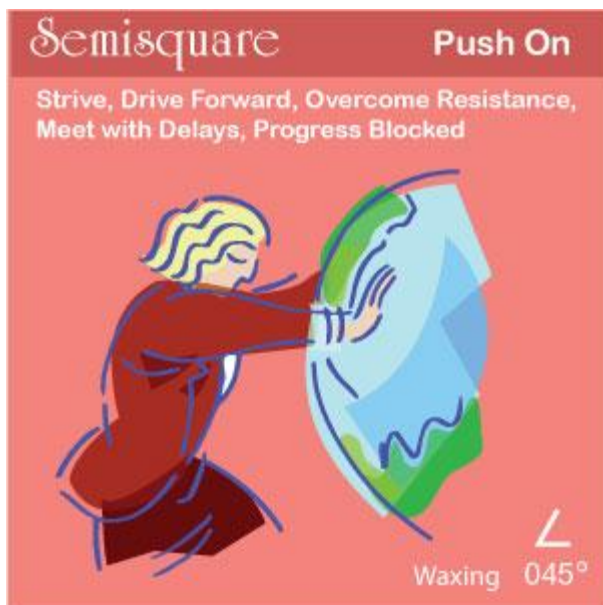 Semisquare Push On
Strive, Drive Forward, Overcome Resistance,
Meet with Delays, Progress Blocked
Waxing 045°